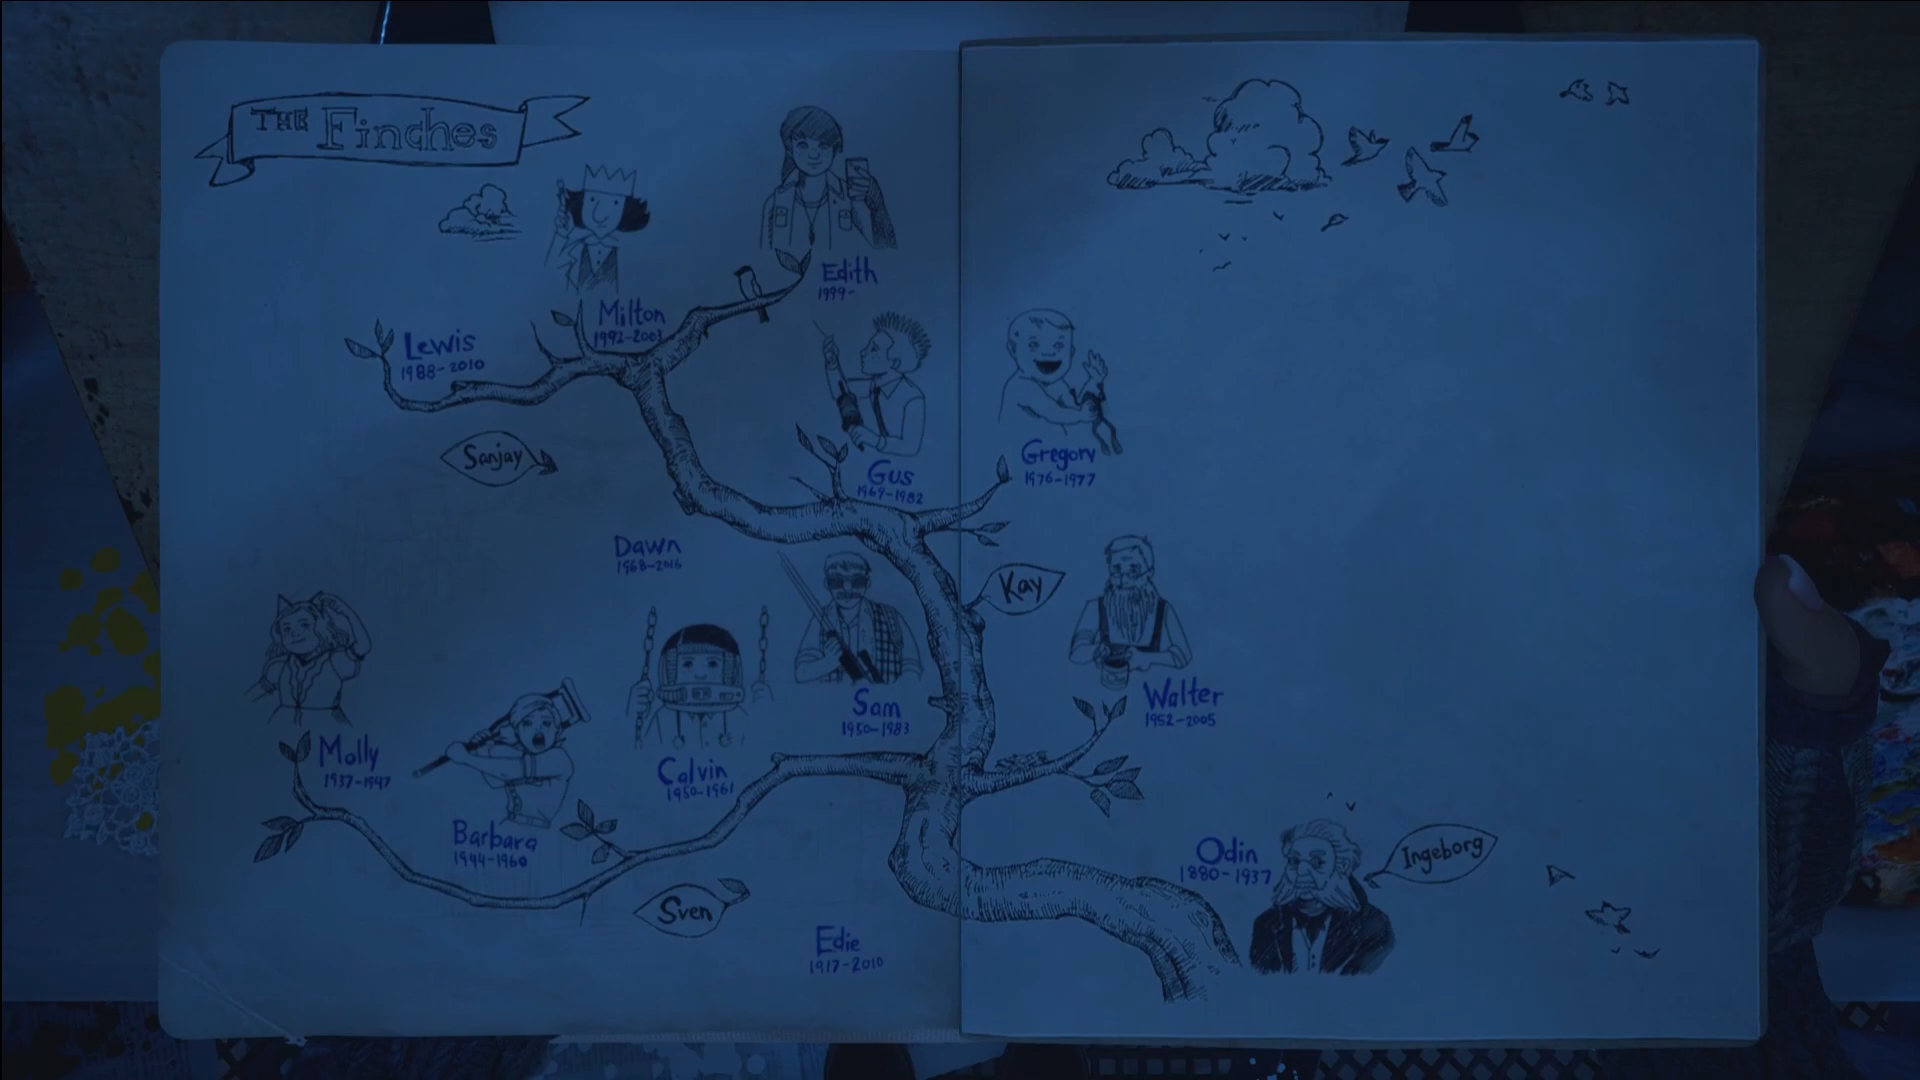 THE Finches
Edith
1999-
Milton
1992-2003
Lewis
1988-2010
Sanjay
Gus
1969-1982
Gregory
1976-1977
Dawn
1968-2016
Kay
Sam
1950-1983
Walter
1952-2005
Molly
1937-1947
Calvin
1950-1961
Barbara
1944-1960
Sven
Odin
1880-1937
Ingeborg
Edie
1917-2010